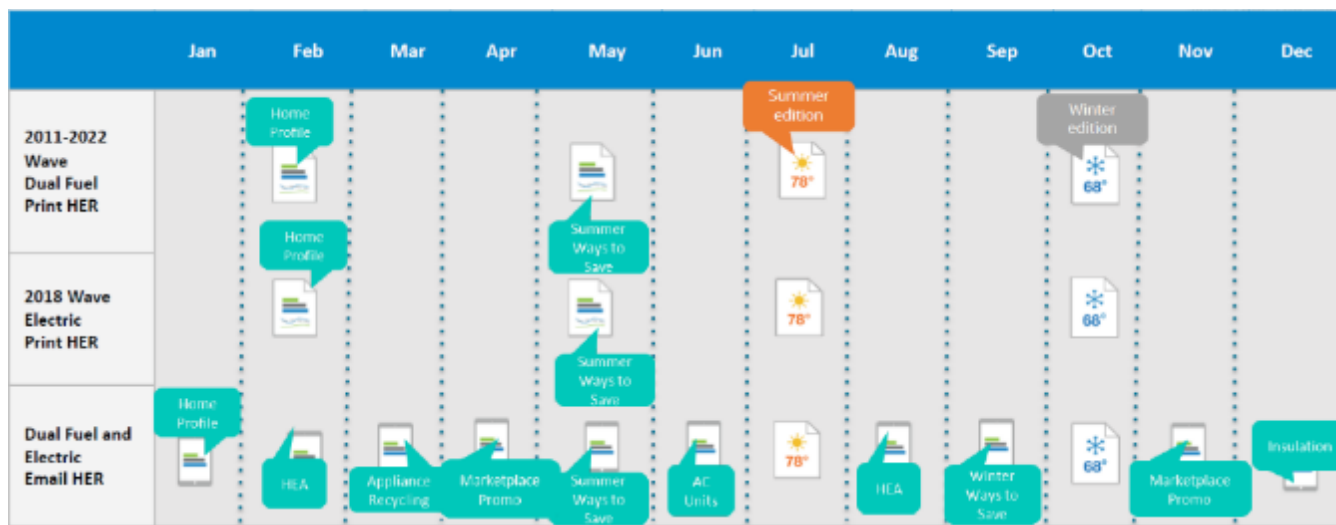 Jan Feb Mar Apr May Jun Jul Aug Sep Oct Nov Dec
2011-2022
Wave
Dual Fuel
Print HER
Home
Profile
Summer
Ways to
Save
Summer
edition
78°
Winter
edition
68°
2018 Wave
Electric
Print HER
Home
Profile
Summer
Ways to
Save
78°
68°
Dual Fuel and
Electric
Email HER
Home
Profile
HEA
Appliance
Recycling
Marketplace
Promo
Summer
Ways to
Save
AC
Units
78°
HEA
Winter
Ways to
Save
68°
Marketplace
Promo
Insulation